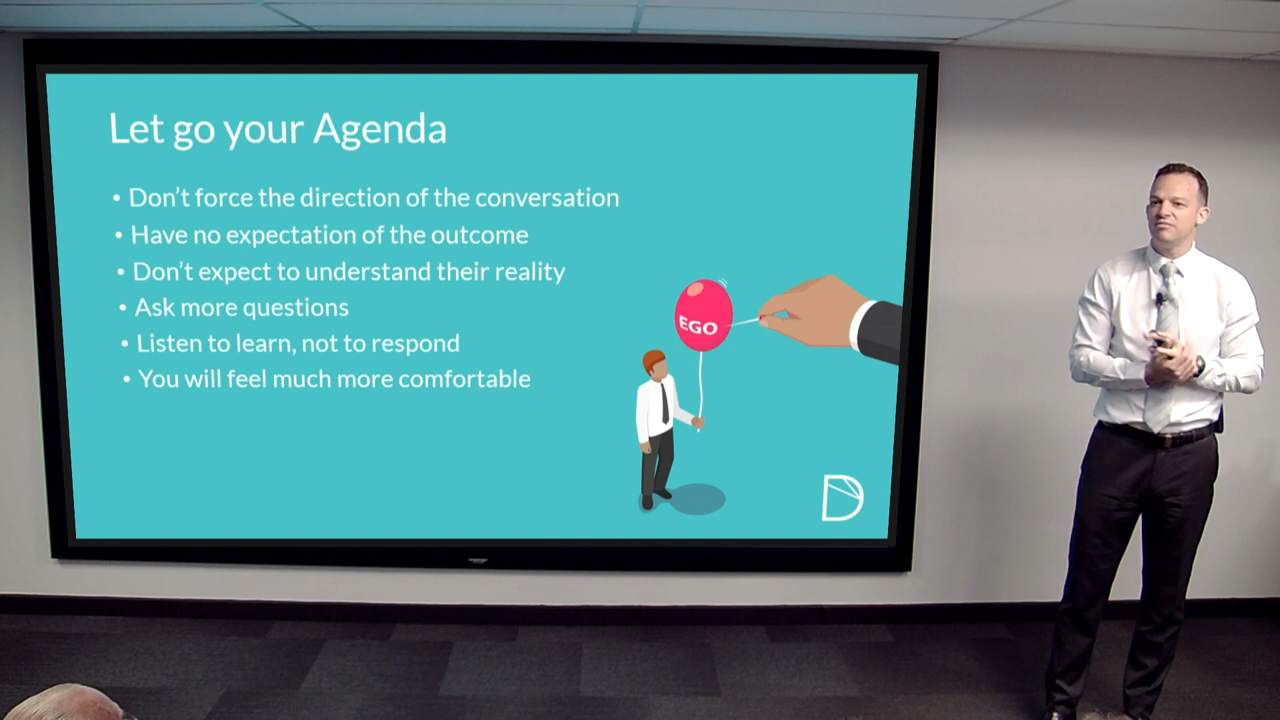 Let go your Agenda
• Don't force the direction of the conversation
• Have no expectation of the outcome
• Don't expect to understand their reality
• Ask more questions
• Listen to learn, not to respond
• You will feel much more comfortable
EGO